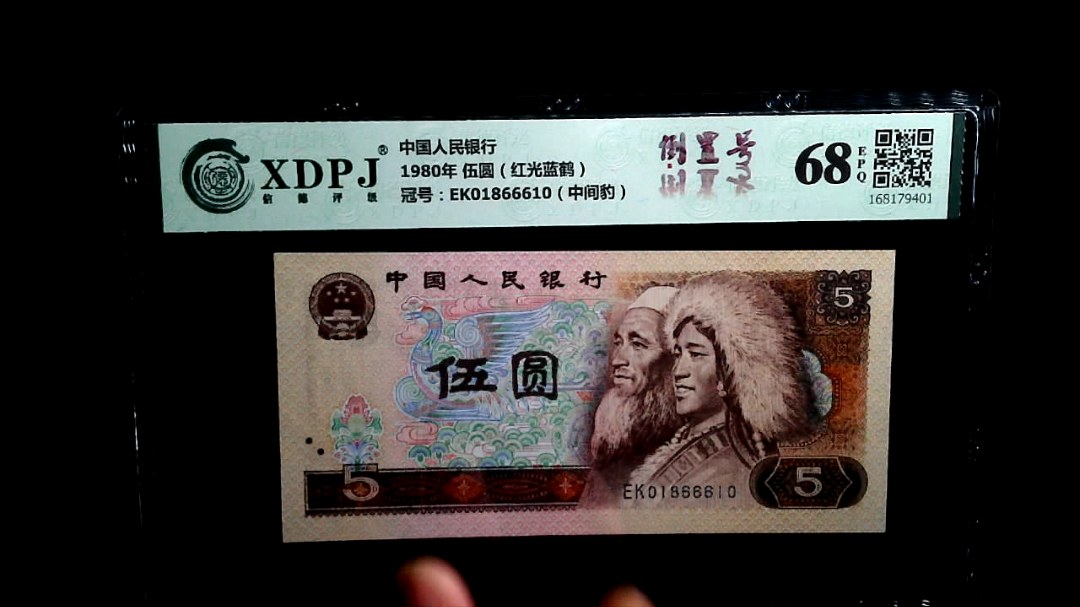 XDPJ®
信德评级
中国人民银行
1980年 伍圆（红光蓝鹤）
冠号：EK01866610（中间豹）
倒置号
68
EPQ
168179401
中国人民银行
5
伍圆
5
EK01866610
5